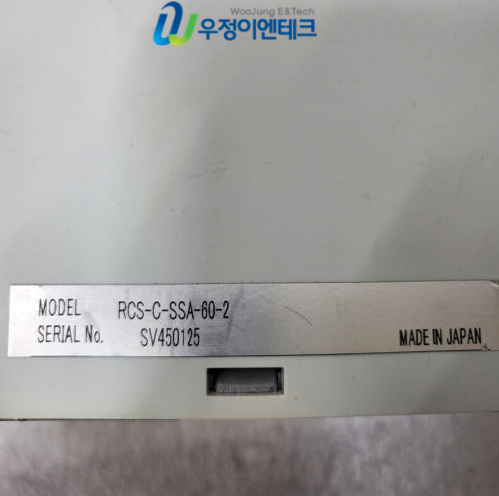 WooJung E&Tech
우정이엔테크
MODEL RCS-C-SSA-60-2
SERIAL No. SV450125
MADE IN JAPAN